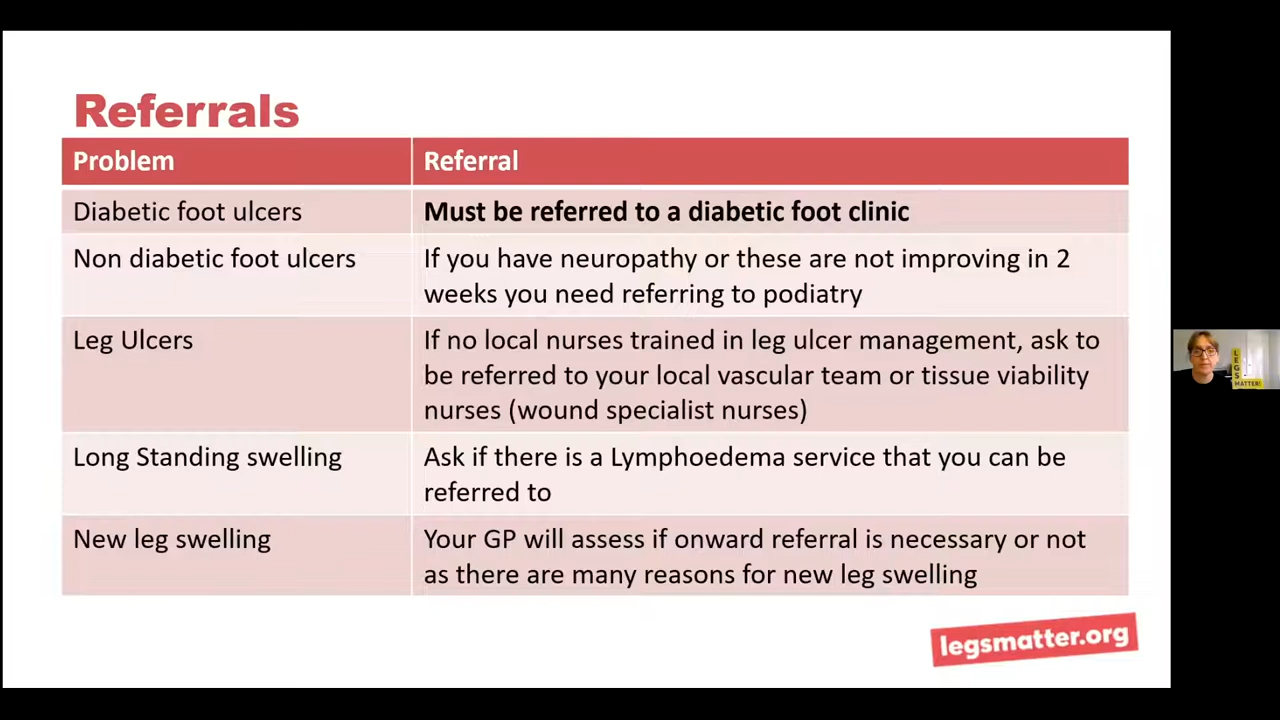 Referrals
Problem
Referral
Diabetic foot ulcers
Must be referred to a diabetic foot clinic
Non diabetic foot ulcers
If you have neuropathy or these are not improving in 2
weeks you need referring to podiatry
Leg Ulcers
If no local nurses trained in leg ulcer management, ask to
be referred to your local vascular team or tissue viability
nurses (wound specialist nurses)
Long Standing swelling
Ask if there is a Lymphoedema service that you can be
referred to
New leg swelling
Your GP will assess if onward referral is necessary or not
as there are many reasons for new leg swelling
legsmatter.org
LEGS
MATTER!